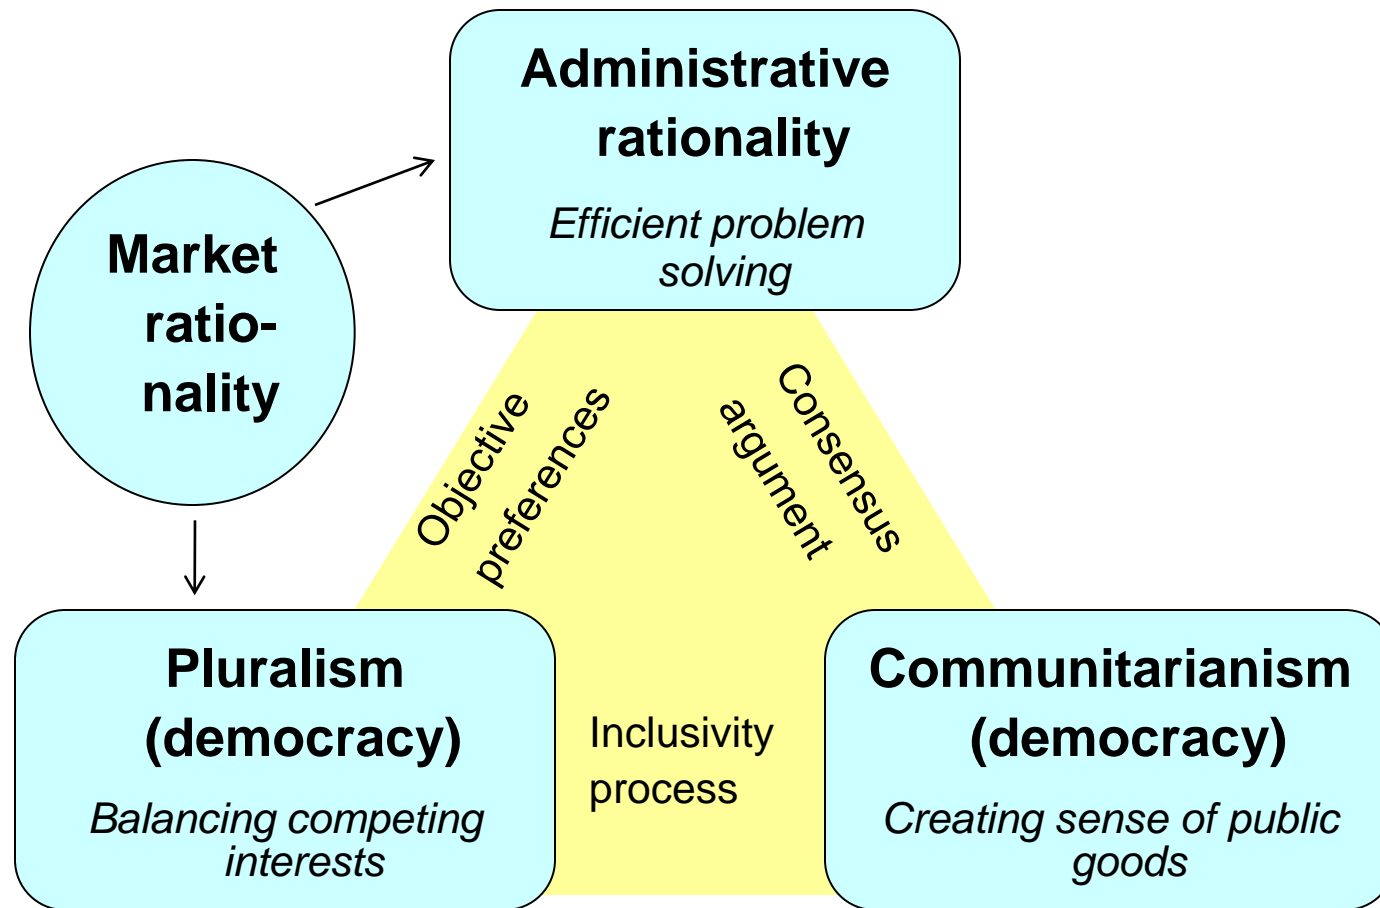 Administrative
rationality
Efficient problem
solving
Market
ratio-
nality
Objective
preferences
Consensus
argument
Pluralism
(democracy)
Balancing competing
interests
Inclusivity
process
Communitarianism
(democracy)
Creating sense of public
goods